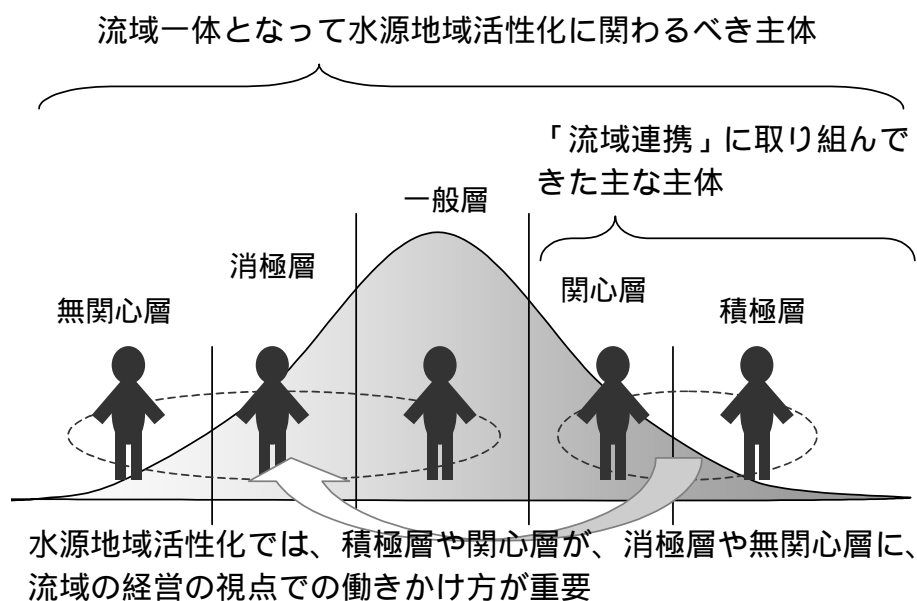 流域一体となって水源地域活性化に関わるべき主体
「流域連携」に取り組んで
きた主な主体
一般層
消極層
関心層
無関心層
積極層
水源地域活性化では、積極層や関心層が、消極層や無関心層に、
流域の経営の視点での働きかけ方が重要